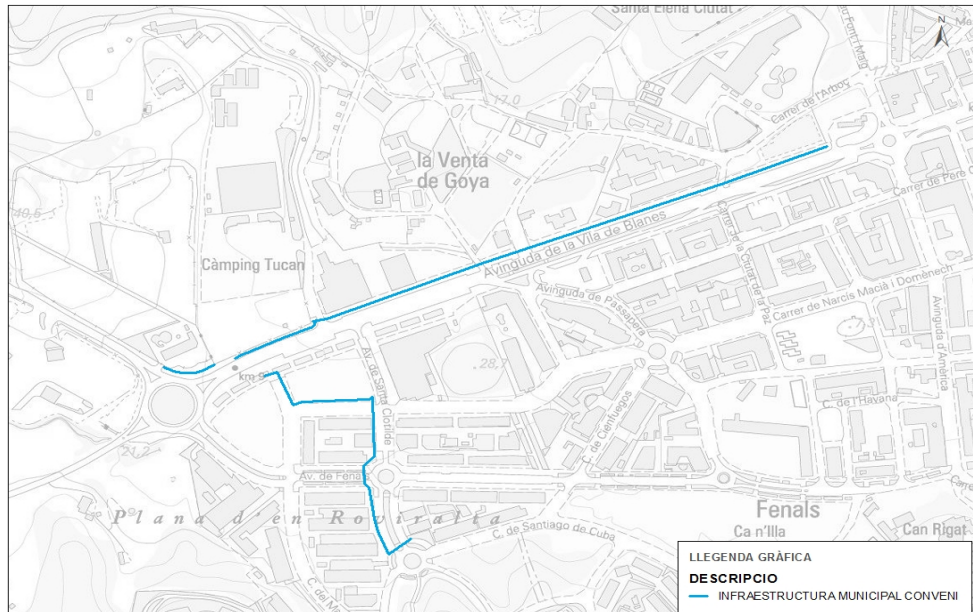 Santa Elena Ciutat
N
Carrer de l'Arboç
17,0
la Venta
de Goya
Carrer de Pere
40,6
Avinguda de la Vila de Blanes
Càmping Tucan
Carrer de la Ciutat de la Paz
Avinguda de Passapera
Carrer de Narcís Macià i Domènech
Avinguda d'Amèrica
28,
km 9
Av. de Santa Clotilde
C. de Cienfuegos
de l'Havana
21,2
Av. de Fenals
Plana d'en Roviralta
Fenals
Ca n'Illa
Can Rigat
C. de Santiago de Cuba
LLEGENDA GRÀFICA
DESCRIPCIO
INFRAESTRUCTURA MUNICIPAL CONVENI